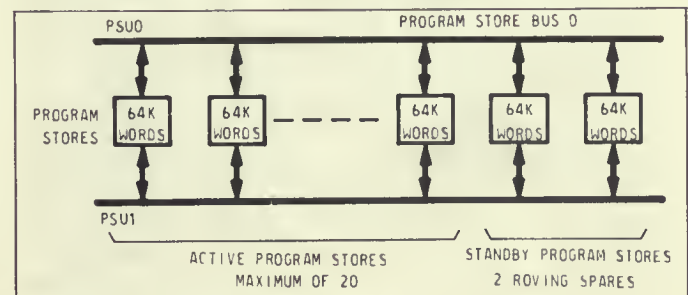 PSU0 PROGRAM STORE BUS 0
PROGRAM
STORES
64K
WORDS
64K
WORDS
64K
WORDS
64K
WORDS
64K
WORDS
PSU1
ACTIVE PROGRAM STORES
MAXIMUM OF 20
STANDBY PROGRAM STORES
2 ROVING SPARES